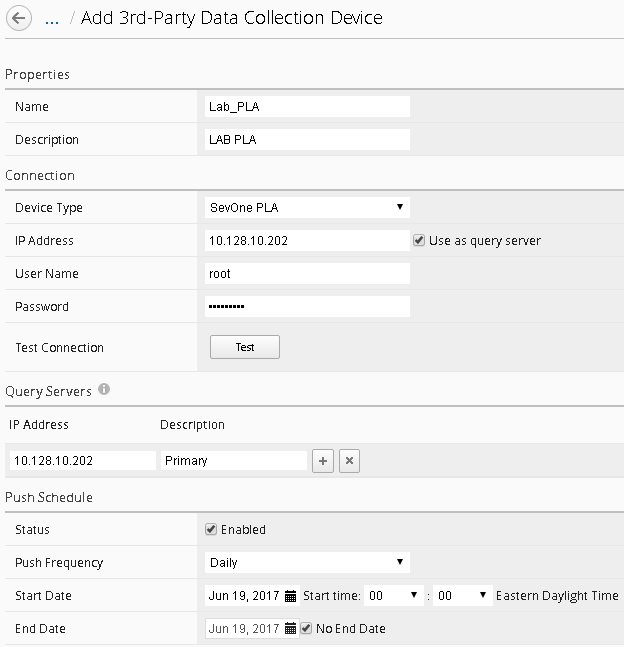 ... / Add 3rd-Party Data Collection Device
Properties
Name Lab_PLA
Description LAB PLA
Connection
Device Type SevOne PLA
IP Address 10.128.10.202 Use as query server
User Name root
Password •••••••••
Test Connection Test
Query Servers
IP Address Description
10.128.10.202 Primary + ×
Push Schedule
Status Enabled
Push Frequency Daily
Start Date Jun 19, 2017 Start time: 00 : 00 Eastern Daylight Time
End Date Jun 19, 2017 No End Date